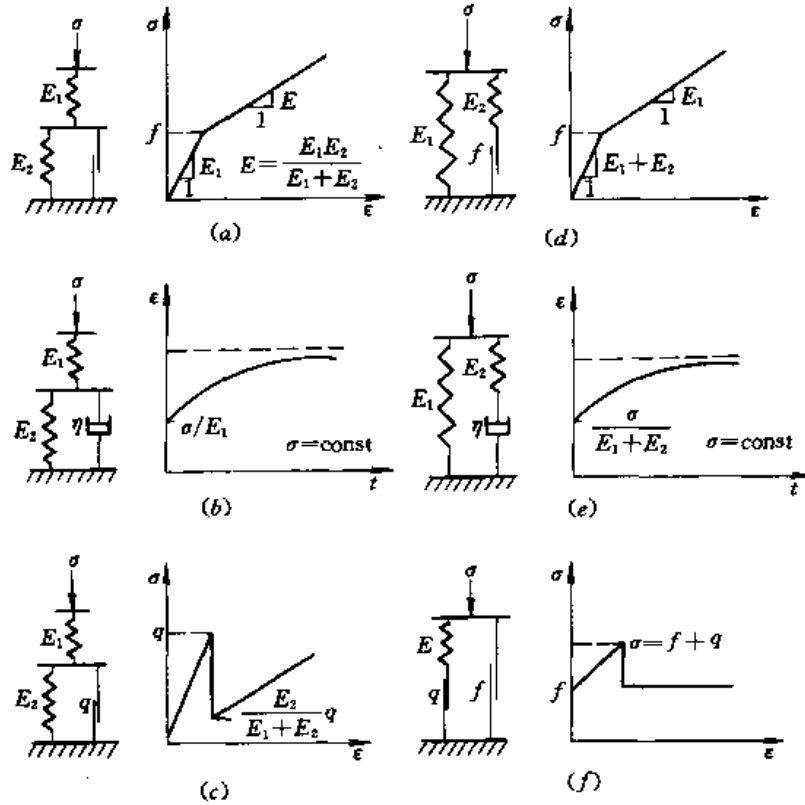 σ
E₁
E₂
σ
f
E
1
E₁
1
E = E₁E₂ / (E₁ + E₂)
ε
(a)
σ
E₁
E₂
f
σ
f
E₁
1
E₁ + E₂
1
ε
(d)
σ
E₁
E₂
η
ε
σ/E₁
σ = const
t
(b)
σ
E₁
E₂
η
ε
σ / (E₁ + E₂)
σ = const
t
(e)
σ
E₁
E₂
q
σ
q
E₂ / (E₁ + E₂) q
ε
(c)
σ
E
q
f
σ
σ = f + q
f
ε
(f)